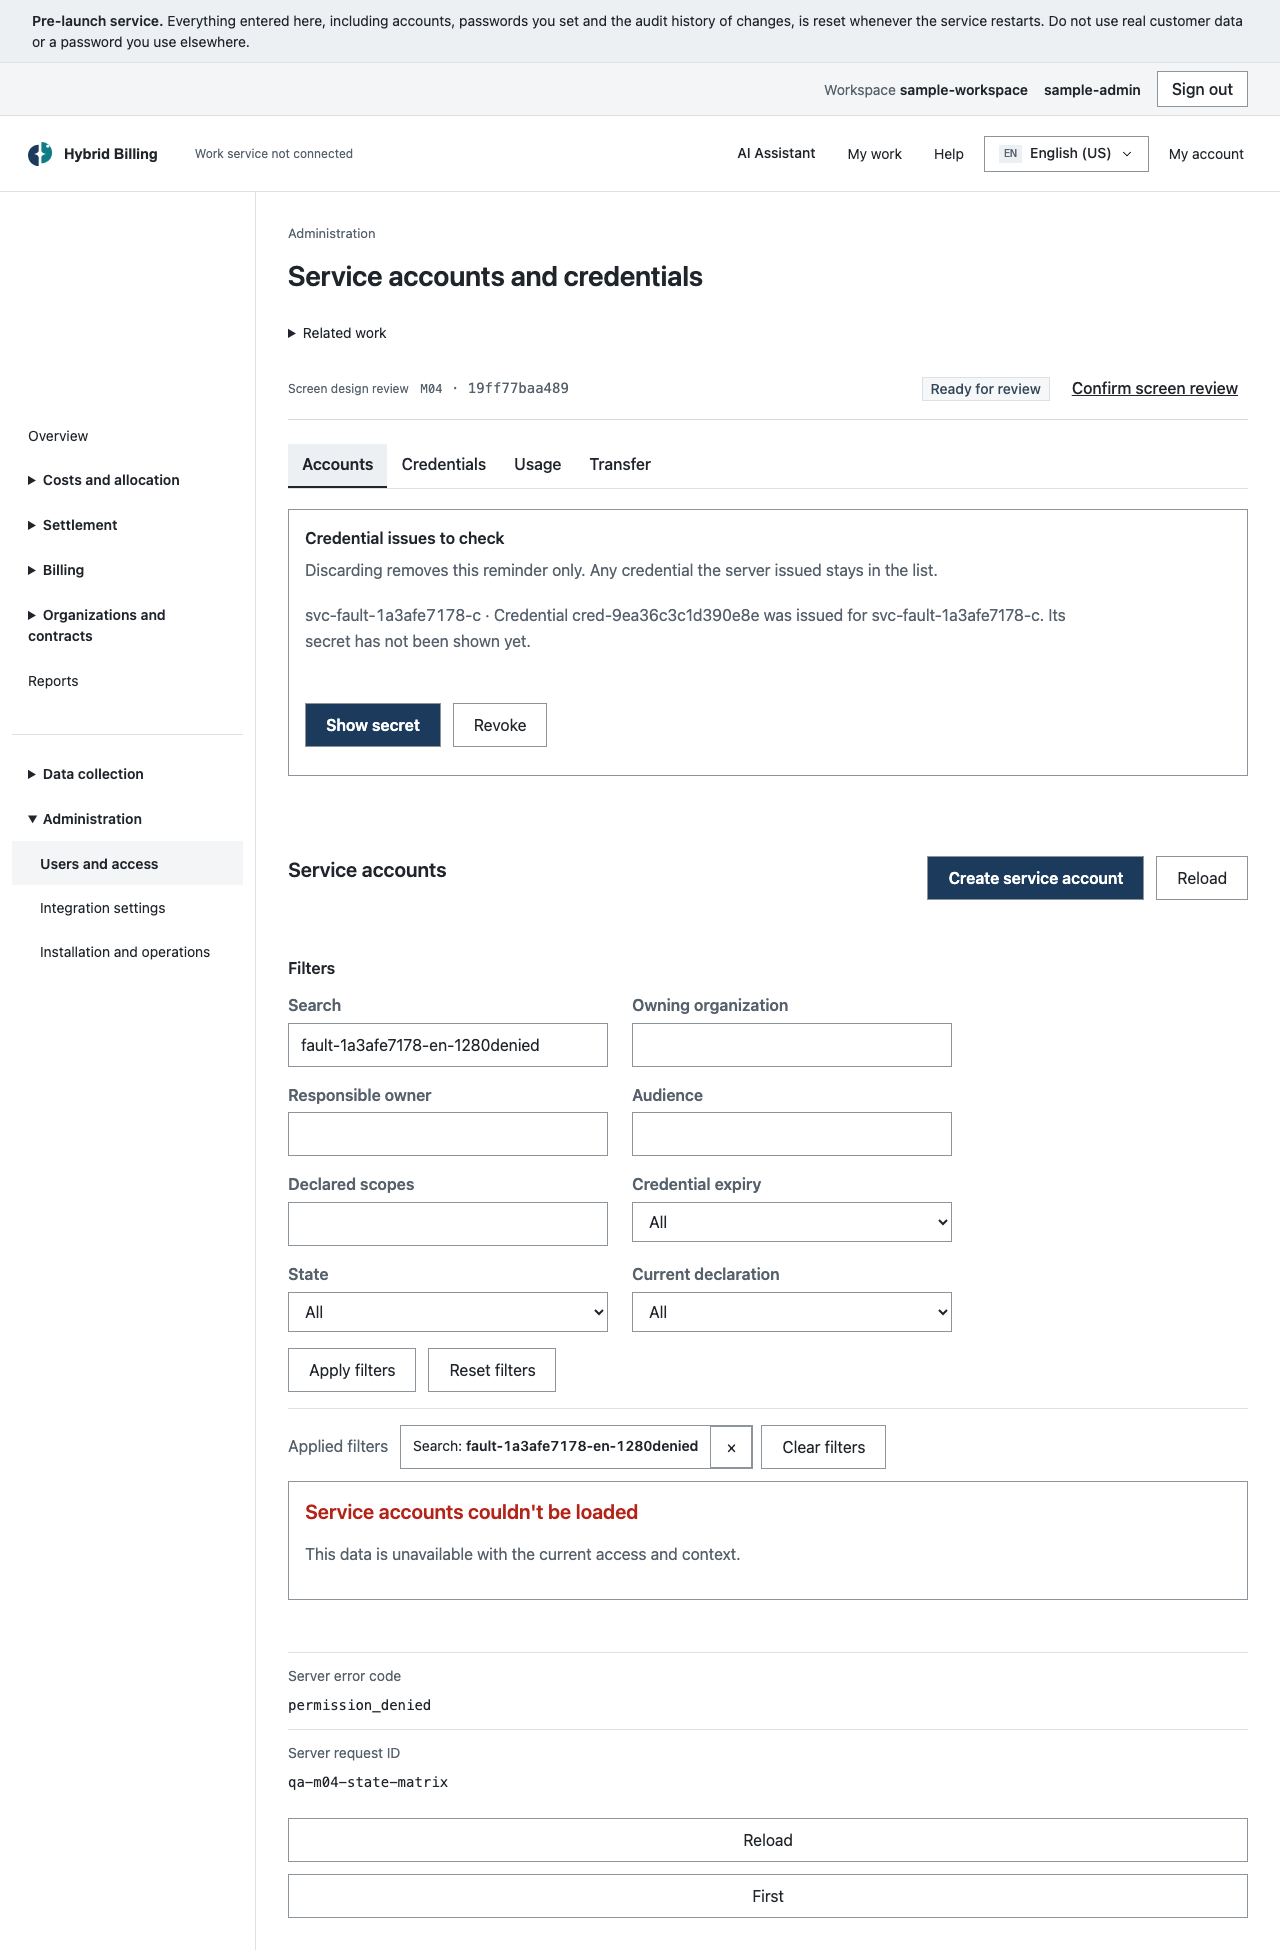 Pre-launch service. Everything entered here, including accounts, passwords you set and the audit history of changes, is reset whenever the service restarts. Do not use real customer data
or a password you use elsewhere.
Workspace sample-workspace sample-admin Sign out
Hybrid Billing Work service not connected AI Assistant My work Help EN English (US) My account
Administration
Service accounts and credentials
Related work
Screen design review M04 · 19ff77baa489 Ready for review Confirm screen review
Overview
Costs and allocation
Settlement
Billing
Organizations and
contracts
Reports
Data collection
Administration
Users and access
Integration settings
Installation and operations
Accounts Credentials Usage Transfer
Credential issues to check
Discarding removes this reminder only. Any credential the server issued stays in the list.
svc-fault-1a3afe7178-c · Credential cred-9ea36c3c1d390e8e was issued for svc-fault-1a3afe7178-c. Its
secret has not been shown yet.
Show secret Revoke
Service accounts Create service account Reload
Filters
Search Owning organization
fault-1a3afe7178-en-1280denied
Responsible owner Audience
Declared scopes Credential expiry
All
State Current declaration
All All
Apply filters Reset filters
Applied filters Search: fault-1a3afe7178-en-1280denied × Clear filters
Service accounts couldn't be loaded
This data is unavailable with the current access and context.
Server error code
permission_denied
Server request ID
qa-m04-state-matrix
Reload
First